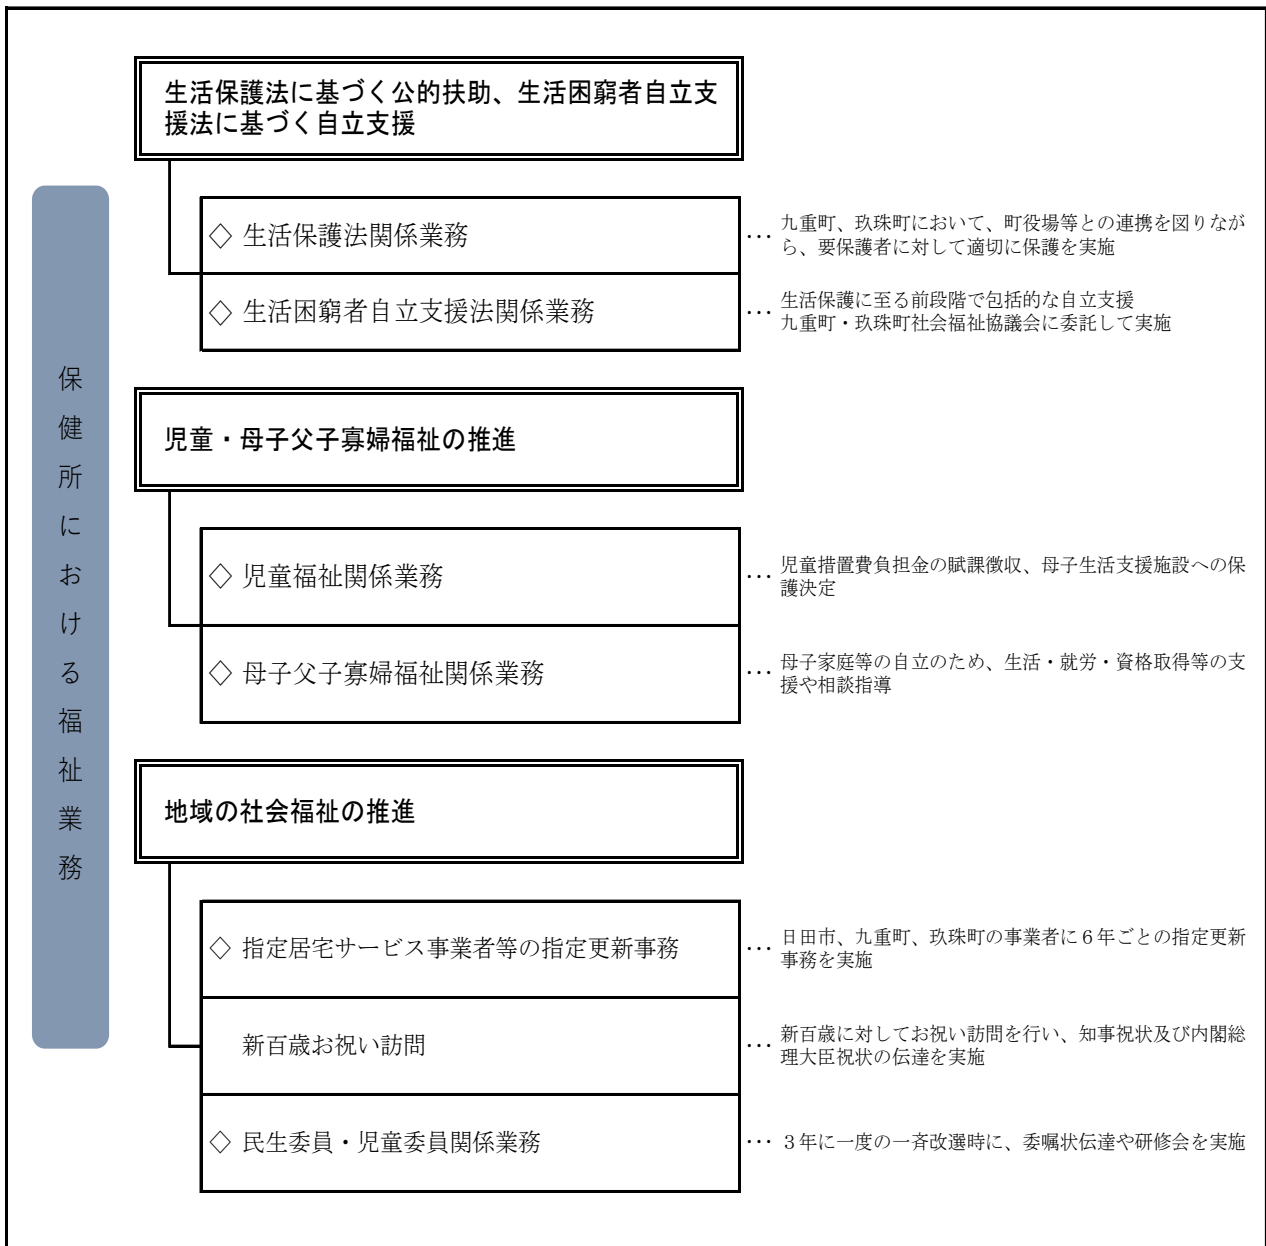 保健所における福祉業務
生活保護法に基づく公的扶助、生活困窮者自立支
援法に基づく自立支援
◇ 生活保護法関係業務
… 九重町、玖珠町において、町役場等との連携を図りなが
ら、要保護者に対して適切に保護を実施
◇ 生活困窮者自立支援法関係業務
… 生活保護に至る前段階で包括的な自立支援
九重町・玖珠町社会福祉協議会に委託して実施
児童・母子父子寡婦福祉の推進
◇ 児童福祉関係業務
… 児童措置費負担金の賦課徴収、母子生活支援施設への保
護決定
◇ 母子父子寡婦福祉関係業務
… 母子家庭等の自立のため、生活・就労・資格取得等の支
援や相談指導
地域の社会福祉の推進
◇ 指定居宅サービス事業者等の指定更新事務
… 日田市、九重町、玖珠町の事業者に６年ごとの指定更新
事務を実施
新百歳お祝い訪問
… 新百歳に対してお祝い訪問を行い、知事祝状及び内閣総
理大臣祝状の伝達を実施
◇ 民生委員・児童委員関係業務
… ３年に一度の一斉改選時に、委嘱状伝達や研修会を実施